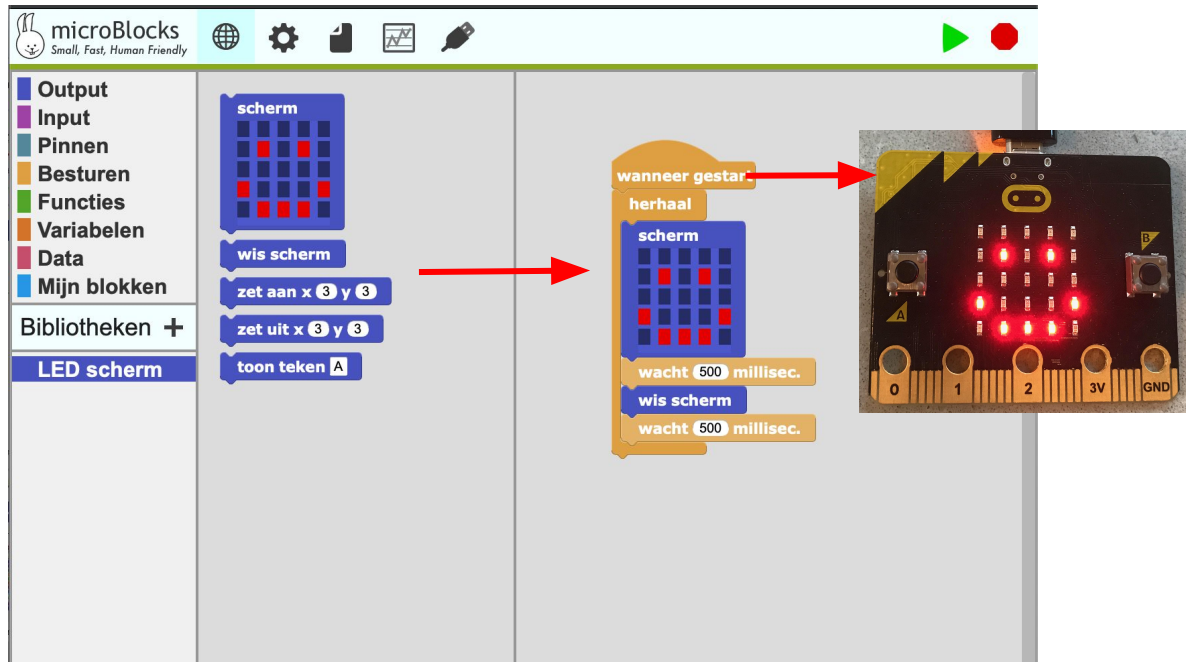 microBlocks
Small, Fast, Human Friendly
Output
Input
Pinnen
Besturen
Functies
Variabelen
Data
Mijn blokken
Bibliotheken +
LED scherm
scherm
wis scherm
zet aan x 3 y 3
zet uit x 3 y 3
toon teken A
wanneer gestart
herhaal
scherm
wacht 500 millisec.
wis scherm
wacht 500 millisec.
B
A
0 1 2 3V GND